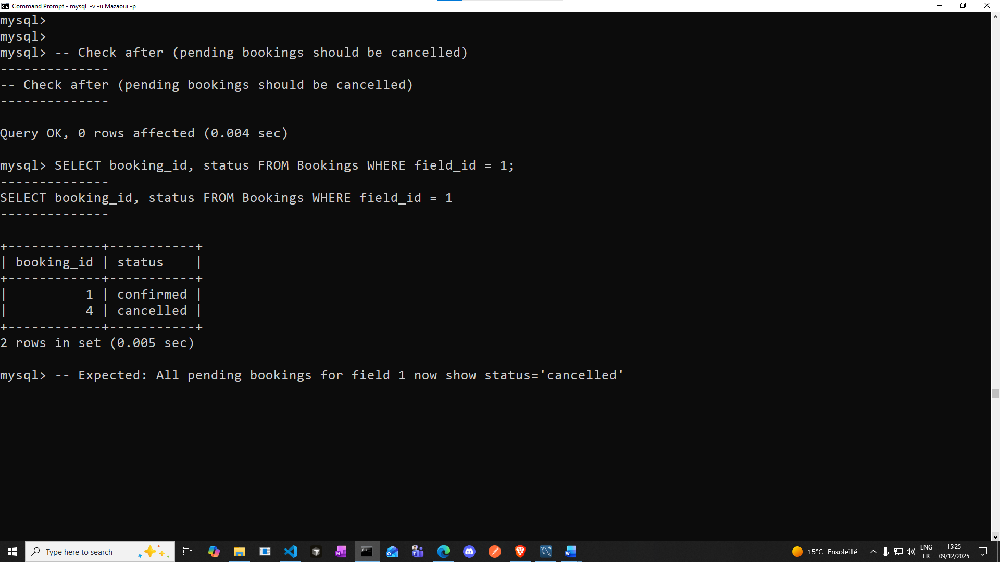 Command Prompt - mysql  -v -u Mazaoui -p
mysql>
mysql>
mysql> -- Check after (pending bookings should be cancelled)
--------------
-- Check after (pending bookings should be cancelled)
--------------
Query OK, 0 rows affected (0.004 sec)
mysql> SELECT booking_id, status FROM Bookings WHERE field_id = 1;
--------------
SELECT booking_id, status FROM Bookings WHERE field_id = 1
--------------
+------------+-----------+
| booking_id | status    |
+------------+-----------+
|          1 | confirmed |
|          4 | cancelled |
+------------+-----------+
2 rows in set (0.005 sec)
mysql> -- Expected: All pending bookings for field 1 now show status='cancelled'
Type here to search
15°C Ensoleillé
ENG
FR
15:25
09/12/2025